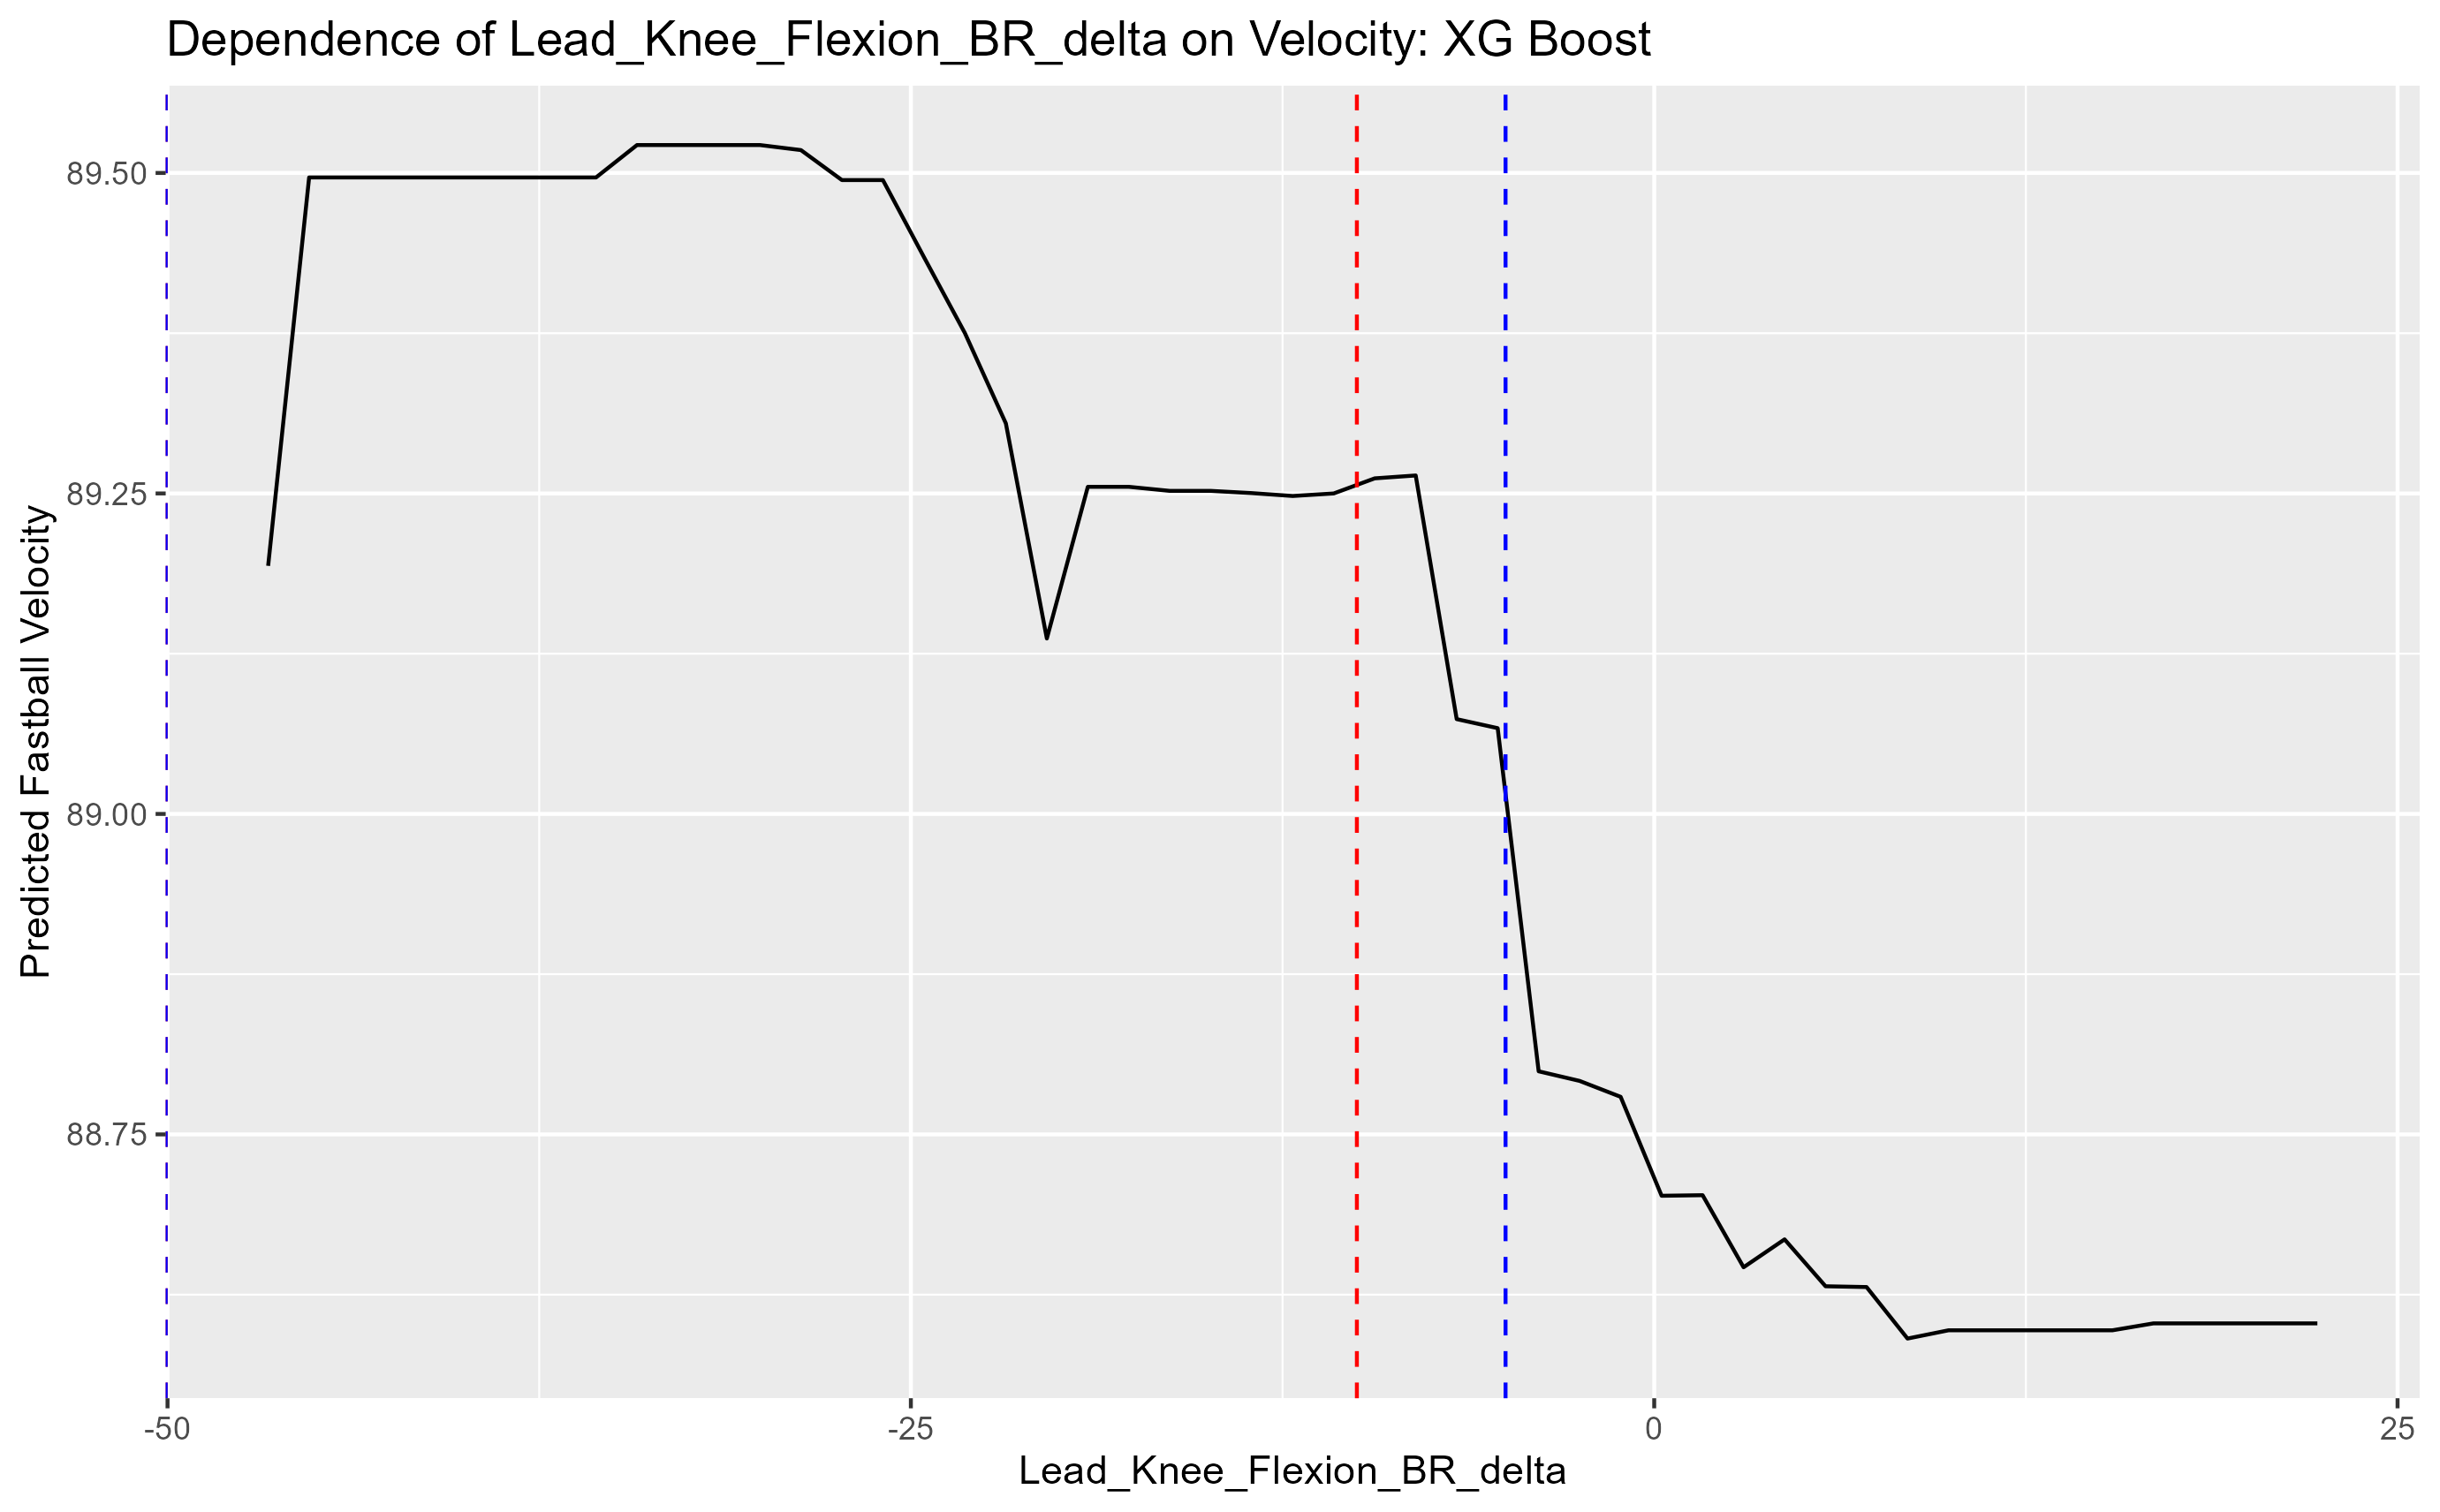 Dependence of Lead_Knee_Flexion_BR_delta on Velocity: XG Boost
Predicted Fastball Velocity
89.50
89.25
89.00
88.75
-50
-25
0
25
Lead_Knee_Flexion_BR_delta